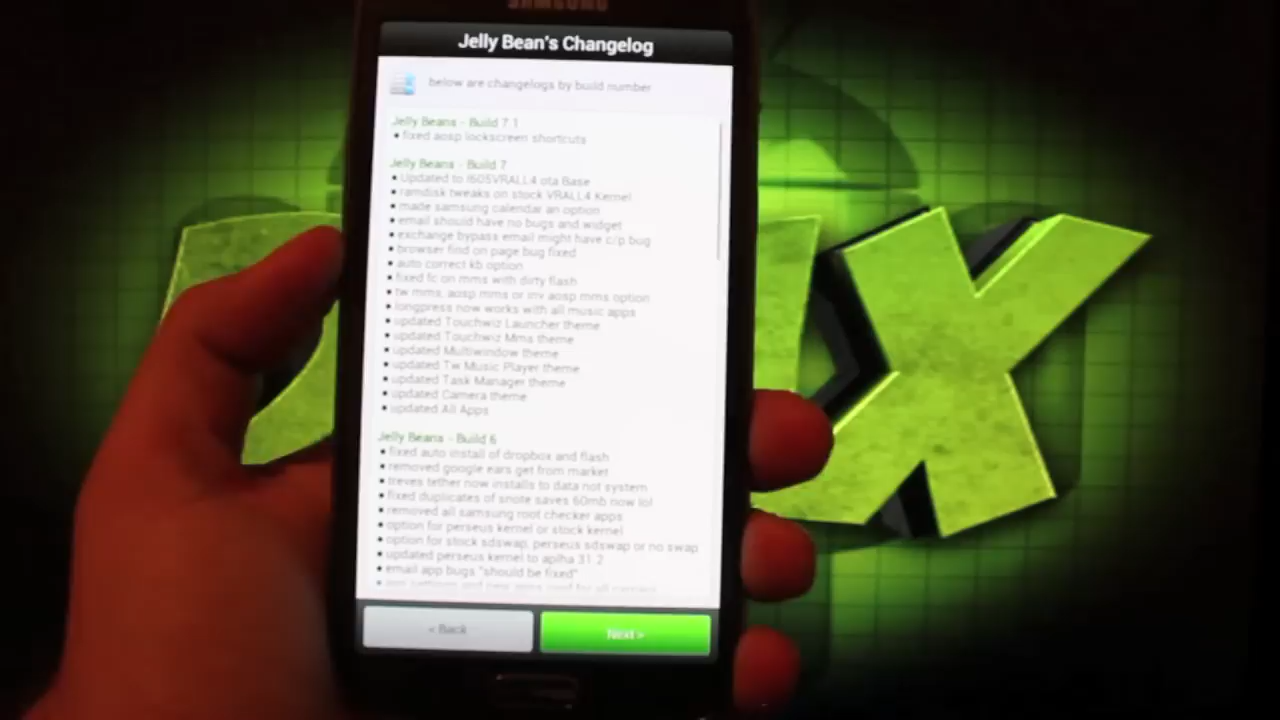 SAMSUNG
Jelly Bean's Changelog
below are changelogs by build number
Jelly Beans - Build 7.1
• fixed aosp lockscreen shortcuts
Jelly Beans - Build 7
• Updated to I605VRALL4 ota Base
• ramdisk tweaks on stock VRALL4 Kernel
• made samsung calendar an option
• email should have no bugs and widget
• exchange bypass email might have c/p bug
• browser find on page bug fixed
• auto correct kb option
• fixed fc on mms with dirty flash
• tw mms, aosp mms or inv aosp mms option
• longpress now works with all music apps
• updated Touchwiz Launcher theme
• updated Touchwiz Mms theme
• updated Multiwindow theme
• updated Tw Music Player theme
• updated Task Manager theme
• updated Camera theme
• updated All Apps
Jelly Beans - Build 6
• fixed auto install of dropbox and flash
• removed google ears get from market
• treves tether now installs to data not system
• fixed duplicates of snote saves 60mb now lol
• removed all samsung root checker apps
• option for perseus kernel or stock kernel
• option for stock sdswap, perseus sdswap or no swap
• updated perseus kernel to aplha 31.2
• email app bugs "should be fixed"
< Back
Next >
X